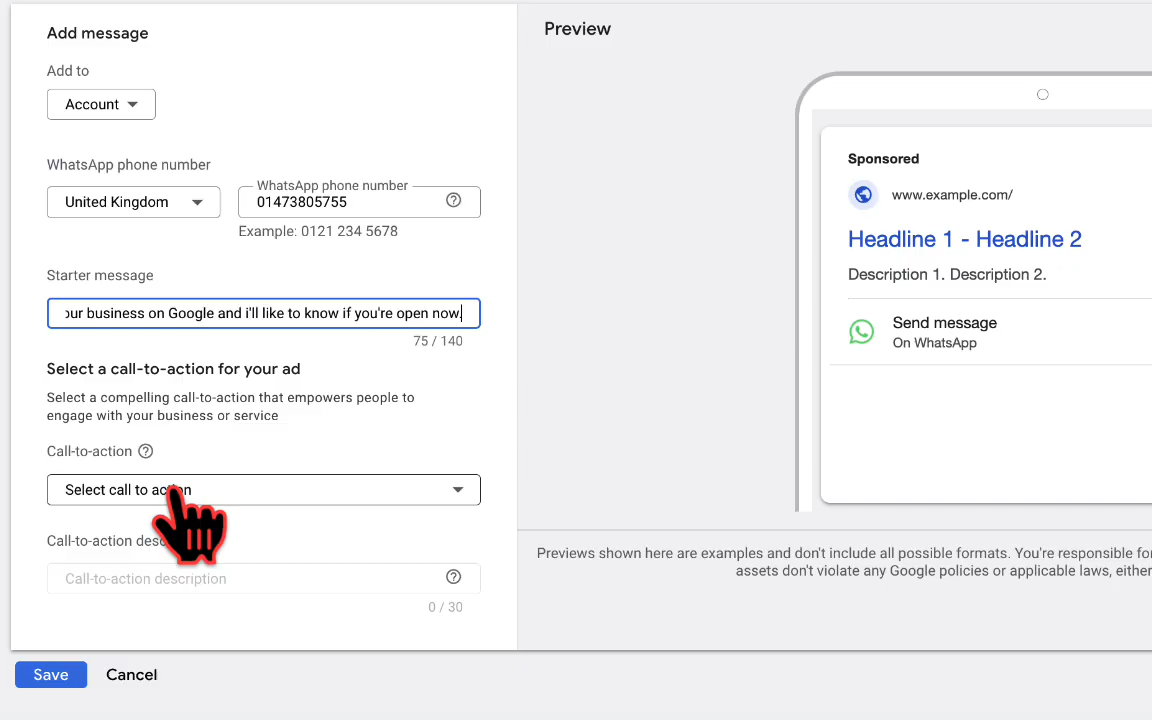 Add message
Add to
Account
WhatsApp phone number
United Kingdom
WhatsApp phone number
01473805755
Example: 0121 234 5678
Starter message
our business on Google and i'll like to know if you're open now.
75 / 140
Select a call-to-action for your ad
Select a compelling call-to-action that empowers people to
engage with your business or service
Call-to-action
Select call to action
Call-to-action
Call-to-action description
0 / 30
Save
Cancel
Preview
Sponsored
www.example.com/
Headline 1 - Headline 2
Description 1. Description 2.
Send message
On WhatsApp
Previews shown here are examples and don't include all possible formats. You're responsible for
assets don't violate any Google policies or applicable laws, either